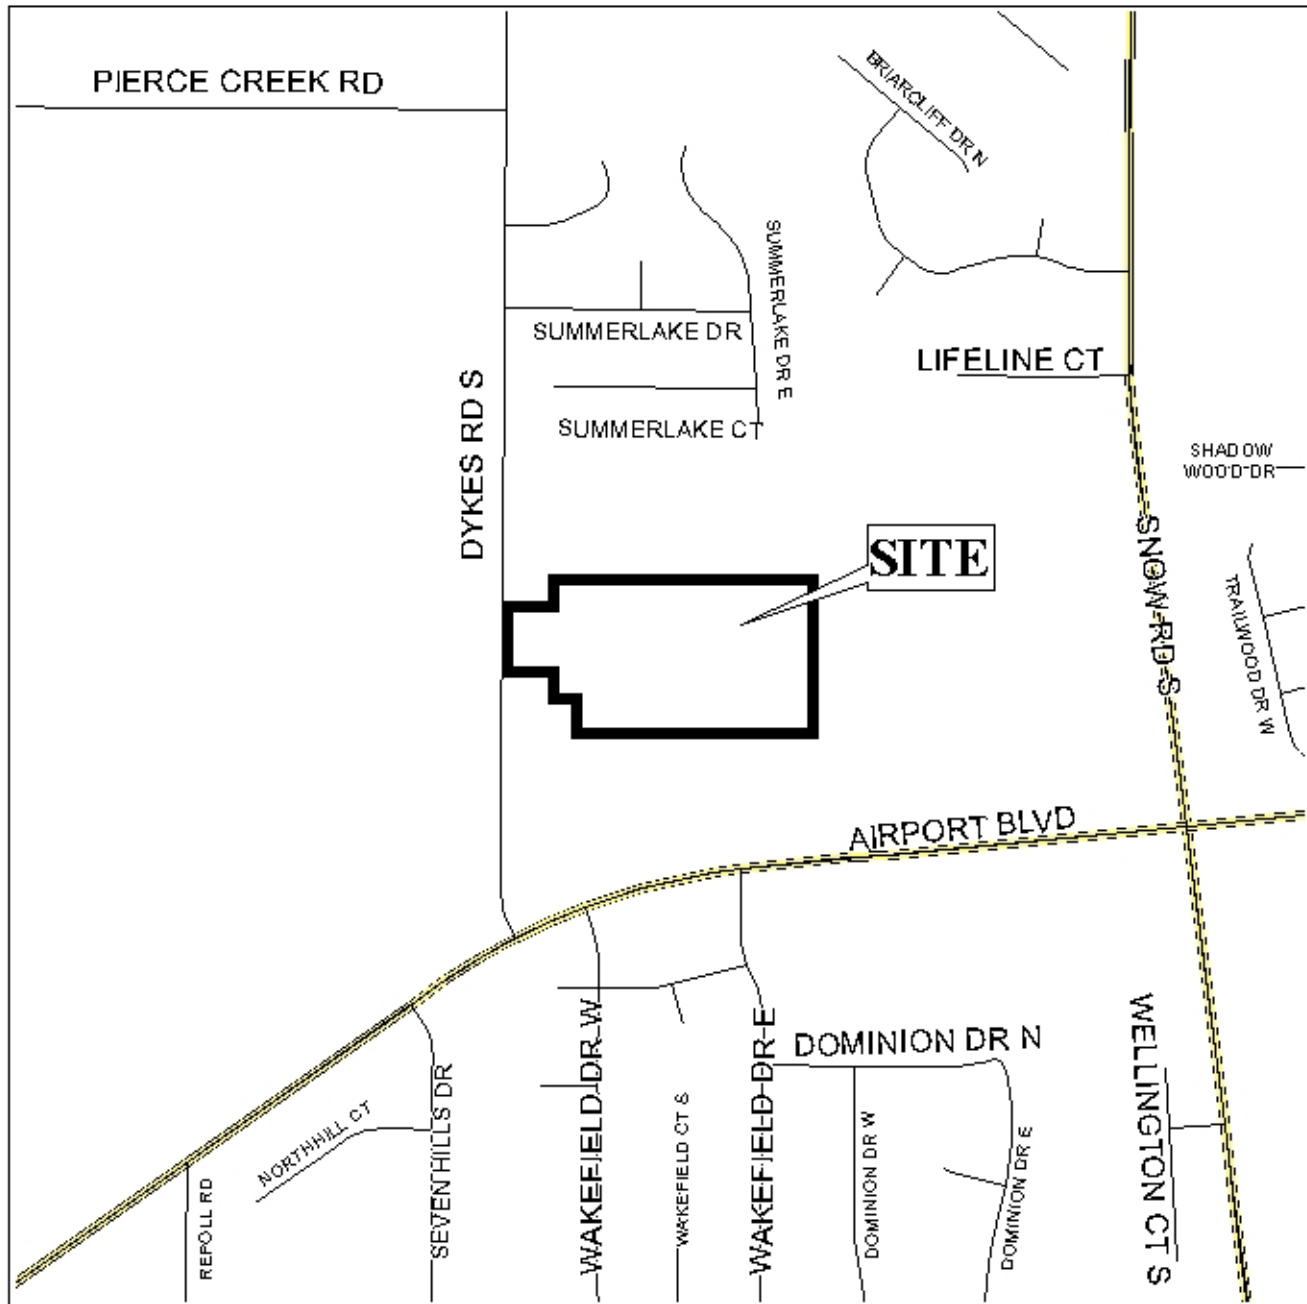 PIERCE CREEK RD
BRIARCLIFF DR N
SUMMERLAKE DR E
SUMMERLAKE DR
LIFELINE CT
DYKES RD S
SUMMERLAKE CT
SHADOW
WOOD DR
SNOW RD S
SITE
TRAILWOOD DR W
AIRPORT BLVD
WAKEFIELD DR W
WAKEFIELD DR E
DOMINION DR N
WELLINGTON CT S
NORTHHILL CT
SEVEN HILLS DR
WAKEFIELD CT S
DOMINION DR W
DOMINION DR E
REPOLL RD